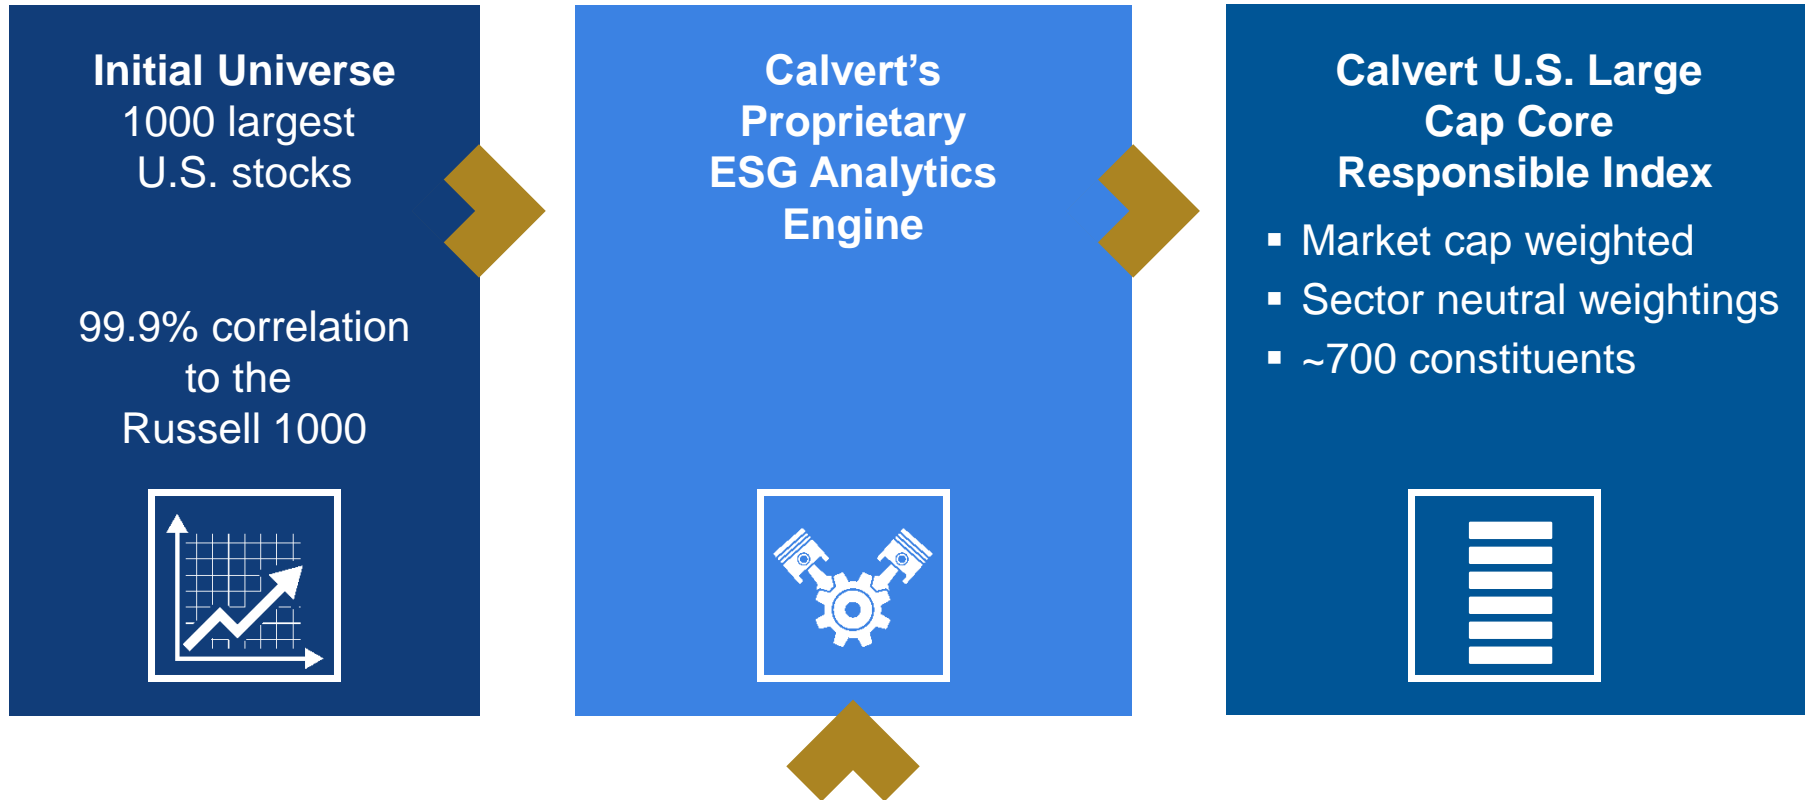 Initial Universe
1000 largest
U.S. stocks
99.9% correlation
to the
Russell 1000
Calvert’s
Proprietary
ESG Analytics
Engine
Calvert U.S. Large
Cap Core
Responsible Index
▪ Market cap weighted
▪ Sector neutral weightings
▪ ~700 constituents